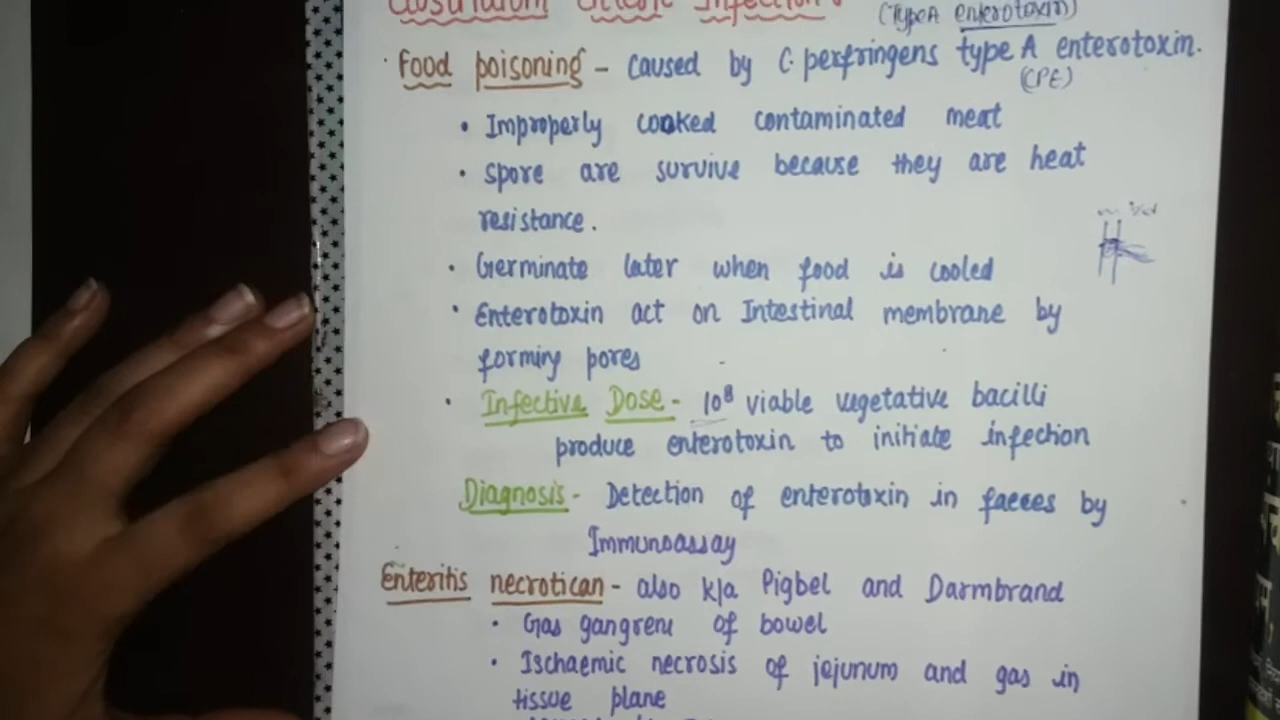 Clostridium Enteric Infection:
(Type A enterotoxin)
· Food poisoning - caused by C. perfringens type A enterotoxin.
(CPE)
• Improperly cooked contaminated meat
• spore are survive because they are heat
resistance.
• Germinate later when food is cooled
• Enterotoxin act on Intestinal membrane by
forming pores
• Infective Dose - 10⁸ viable vegetative bacilli
produce enterotoxin to initiate infection
Diagnosis - Detection of enterotoxin in faeces by
Immunoassay
Enteritis necrotican - also k/a Pigbel and Darmbrand
• Gas gangrene of bowel
• Ischaemic necrosis of jejunum and gas in
tissue plane